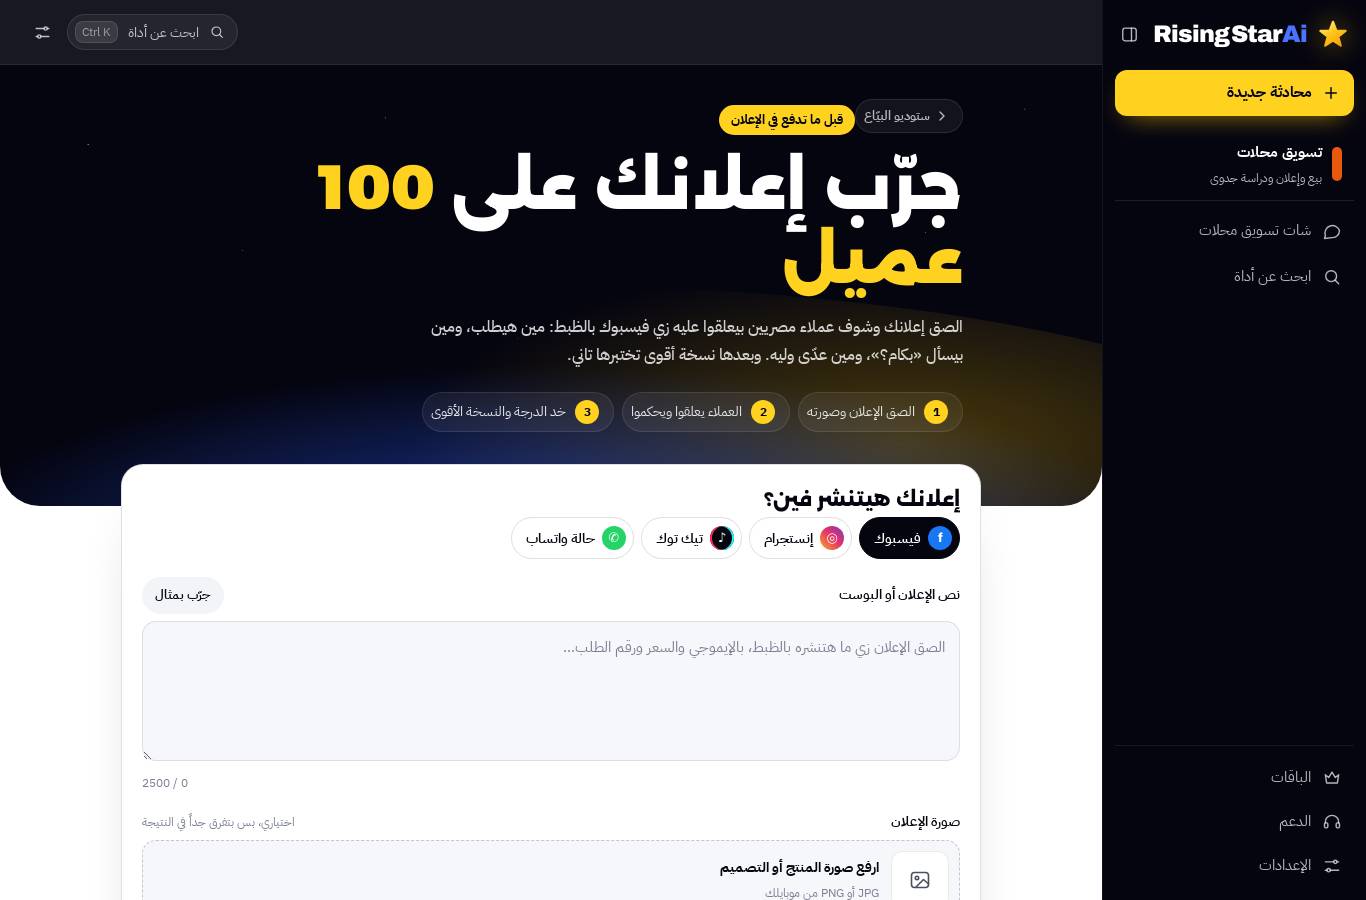 RisingStarAi
محادثة جديدة
تسويق محلات
بيع وإعلان ودراسة جدوى
شات تسويق محلات
ابحث عن أداة
الباقات
الدعم
الإعدادات
ابحث عن أداة Ctrl K
ستوديو البيّاع
قبل ما تدفع في الإعلان
جرّب إعلانك على 100
عميل
الصق إعلانك وشوف عملاء مصريين بيعلقوا عليه زي فيسبوك بالظبط: مين هيطلب، ومين
بيسأل «بكام؟»، ومين عدّى وليه. وبعدها نسخة أقوى تختبرها تاني.
1 الصق الإعلان وصورته
2 العملاء يعلقوا ويحكموا
3 خد الدرجة والنسخة الأقوى
إعلانك هيتنشر فين؟
f فيسبوك
إنستجرام
تيك توك
حالة واتساب
نص الإعلان أو البوست
جرّب بمثال
الصق الإعلان زي ما هتنشره بالظبط، بالإيموجي والسعر ورقم الطلب...
0 / 2500
صورة الإعلان
اختياري، بس بتفرق جداً في النتيجة
ارفع صورة المنتج أو التصميم
JPG أو PNG من موبايلك